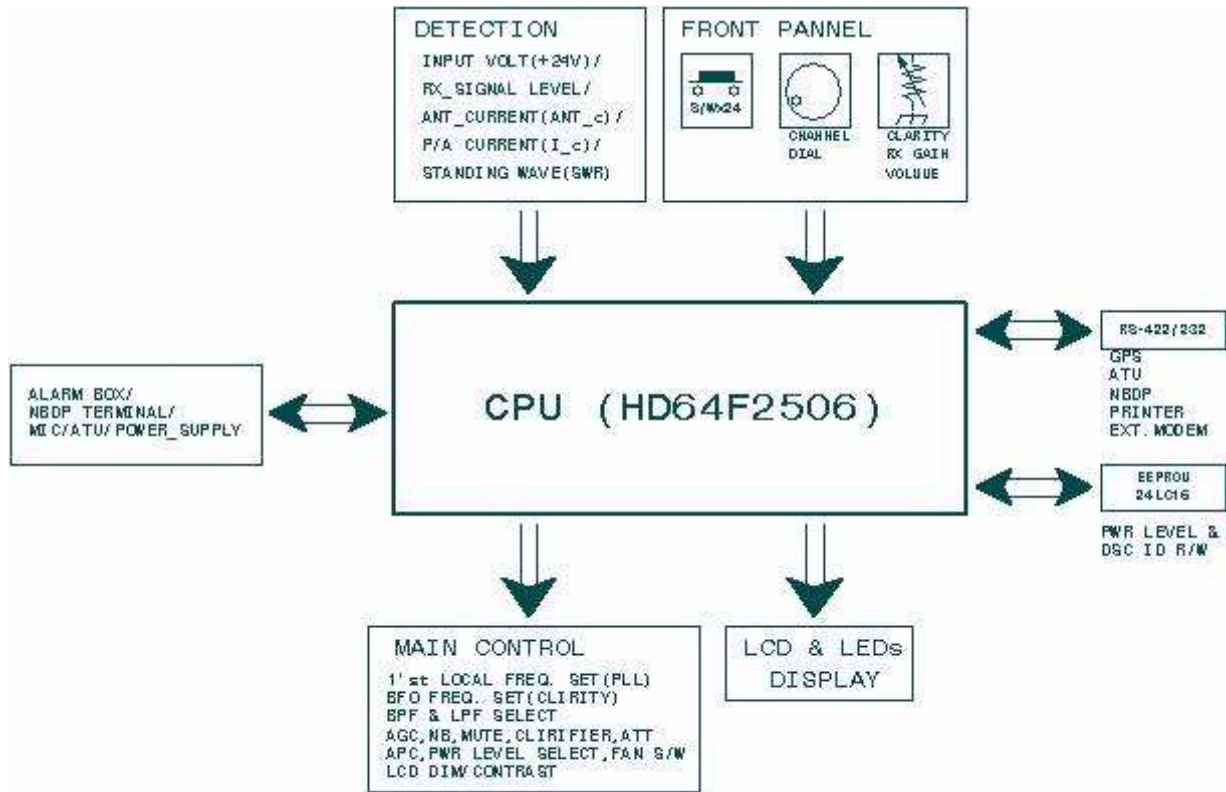 DETECTION
INPUT VOLT(+24V)/
RX_SIGNAL LEVEL/
ANT_CURRENT(ANT_c)/
P/A CURRENT(I_c)/
STANDING WAVE(SWR)
FRONT PANNEL
S/Wx24
CHANNEL
DIAL
CLARITY
RX GAIN
VOLUUE
ALARM BOX/
NBDP TERMINAL/
MIC/ATU/POWER_SUPPLY
CPU (HD64F2506)
RS-422/232
GPS
ATU
NBDP
PRINTER
EXT.MODEM
EEPROU
24LC16
PWR LEVEL &
DSC ID R/W
MAIN CONTROL
1'st LOCAL FREQ. SET(PLL)
BFO FREQ. SET(CLIRITY)
BPF & LPF SELECT
AGC,NB,MUTE,CLIRIFIER,ATT
APC,PWR LEVEL SELECT,FAN S/W
LCD DIM/CONTRAST
LCD & LEDs
DISPLAY